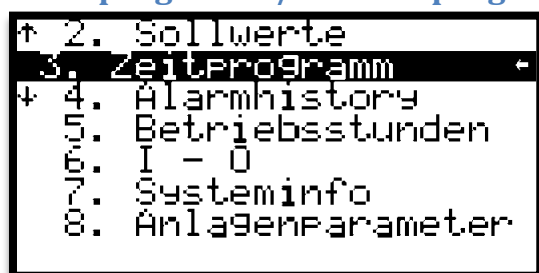 ↑ 2. Sollwerte
3. Zeitprogramm ←
↓ 4. Alarmhistory
5. Betriebsstunden
6. I - O
7. Systeminfo
8. Anlagenparameter